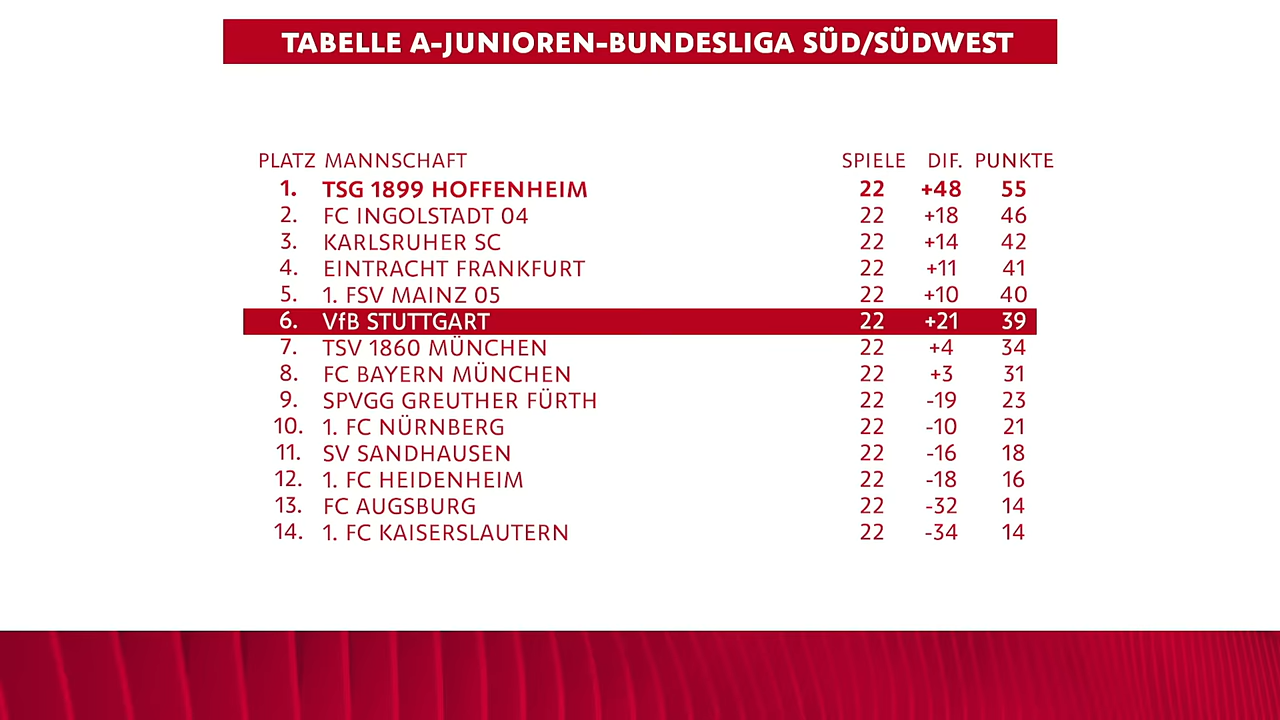 TABELLE A-JUNIOREN-BUNDESLIGA SÜD/SÜDWEST
PLATZ MANNSCHAFT SPIELE DIF. PUNKTE
1. TSG 1899 HOFFENHEIM 22 +48 55
2. FC INGOLSTADT 04 22 +18 46
3. KARLSRUHER SC 22 +14 42
4. EINTRACHT FRANKFURT 22 +11 41
5. 1. FSV MAINZ 05 22 +10 40
6. VfB STUTTGART 22 +21 39
7. TSV 1860 MÜNCHEN 22 +4 34
8. FC BAYERN MÜNCHEN 22 +3 31
9. SPVGG GREUTHER FÜRTH 22 -19 23
10. 1. FC NÜRNBERG 22 -10 21
11. SV SANDHAUSEN 22 -16 18
12. 1. FC HEIDENHEIM 22 -18 16
13. FC AUGSBURG 22 -32 14
14. 1. FC KAISERSLAUTERN 22 -34 14